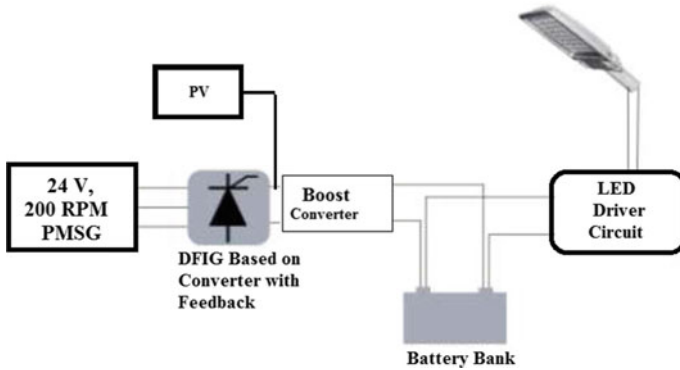 PV
24 V,
200 RPM
PMSG
DFIG Based on
Converter with
Feedback
Boost
Converter
LED
Driver
Circuit
Battery Bank